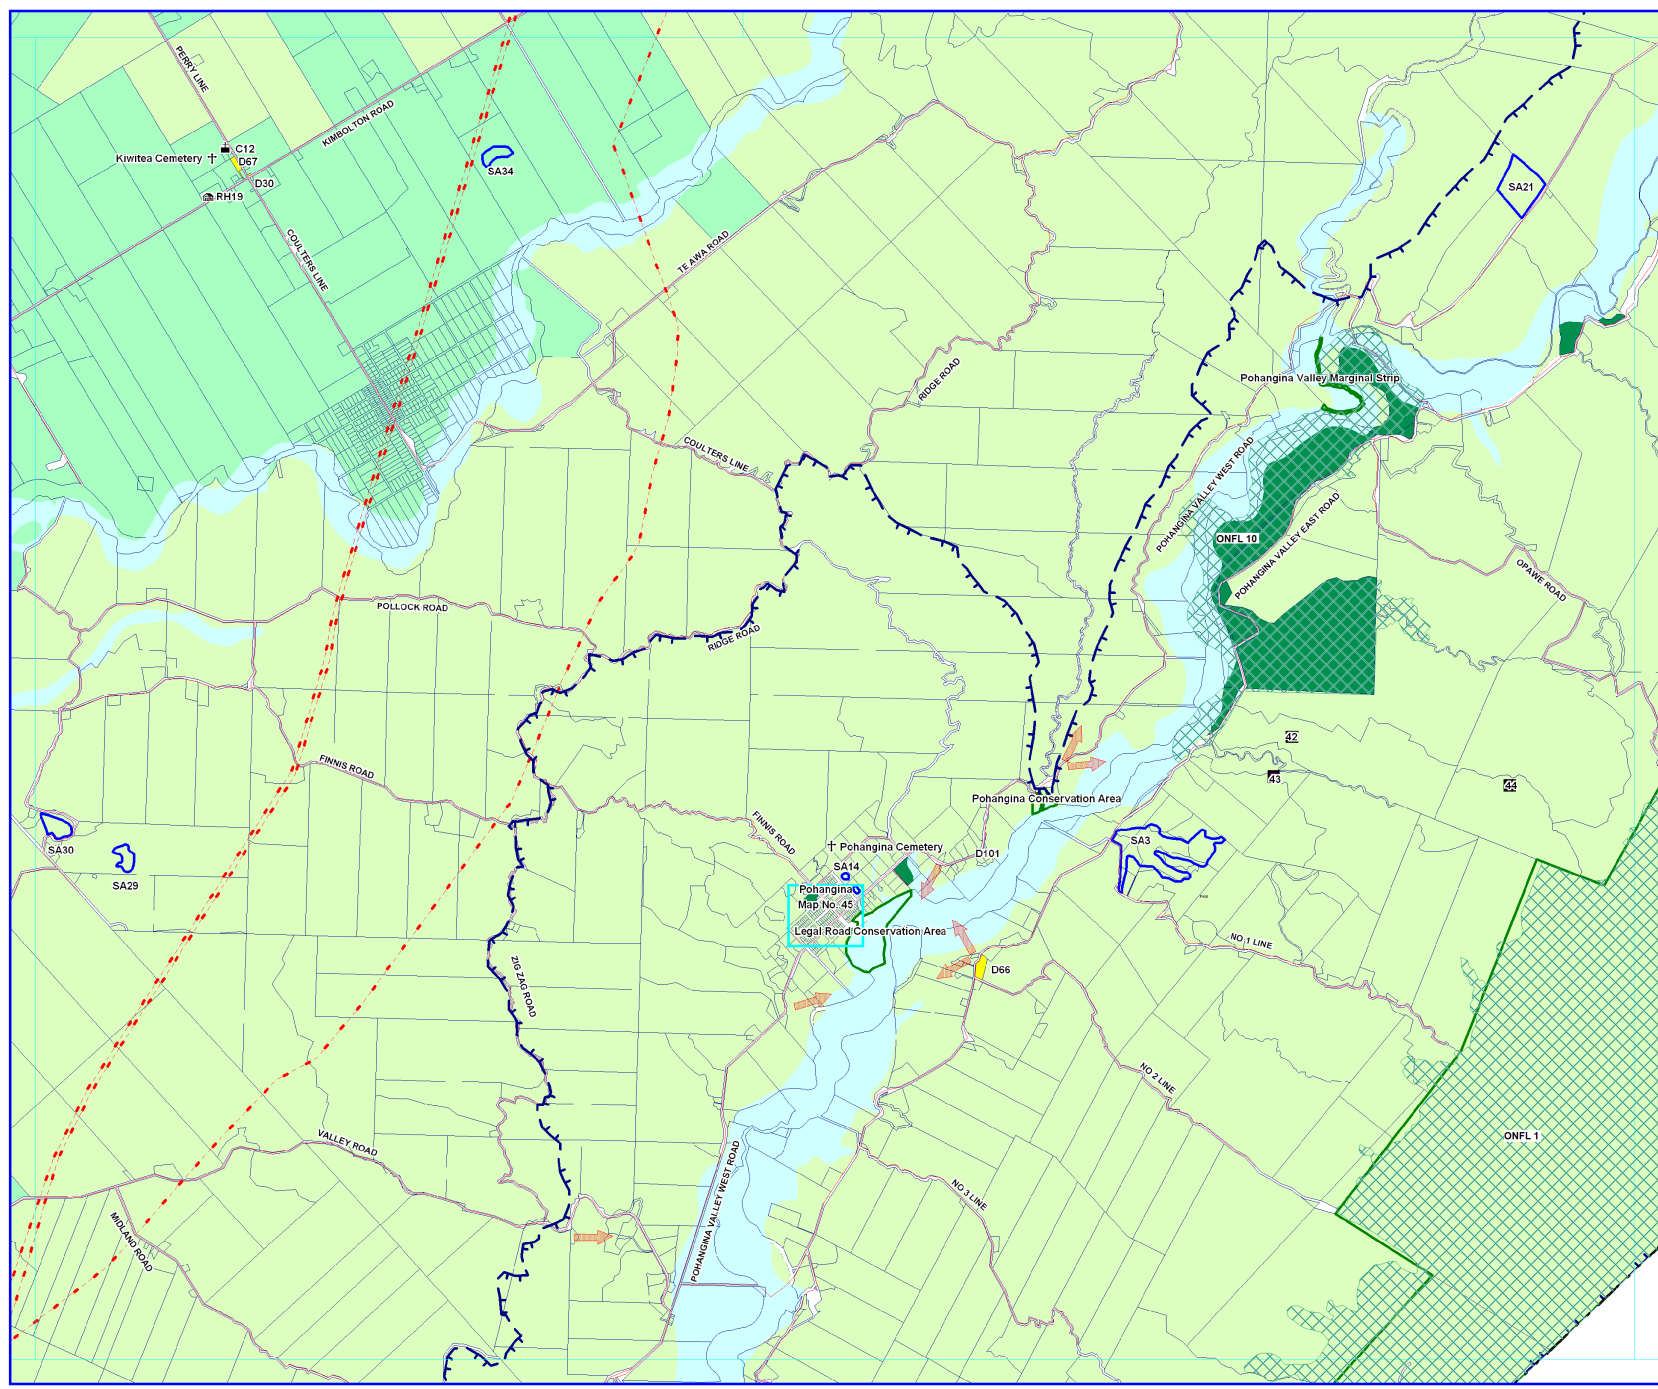 PERRY LINE
KIMBOLTON ROAD
C12
Kiwitea Cemetery
D67
D30
RH19
SA34
SA21
COULTERS LINE
TE AWA ROAD
RIDGE ROAD
Pohangina Valley Marginal Strip
COULTERS LINE
POHANGINA VALLEY WEST ROAD
ONFL 10
POHANGINA VALLEY EAST ROAD
OPAWE ROAD
POLLOCK ROAD
RIDGE ROAD
42
43
44
FINNIS ROAD
Pohangina Conservation Area
FINNIS ROAD
SA30
SA29
Pohangina Cemetery
D101
SA3
SA14
Pohangina
Map No. 45
Legal Road Conservation Area
NO 1 LINE
D66
ZIG ZAG ROAD
NO 2 LINE
VALLEY ROAD
ONFL 1
POHANGINA VALLEY WEST ROAD
NO 3 LINE
MIDLAND ROAD